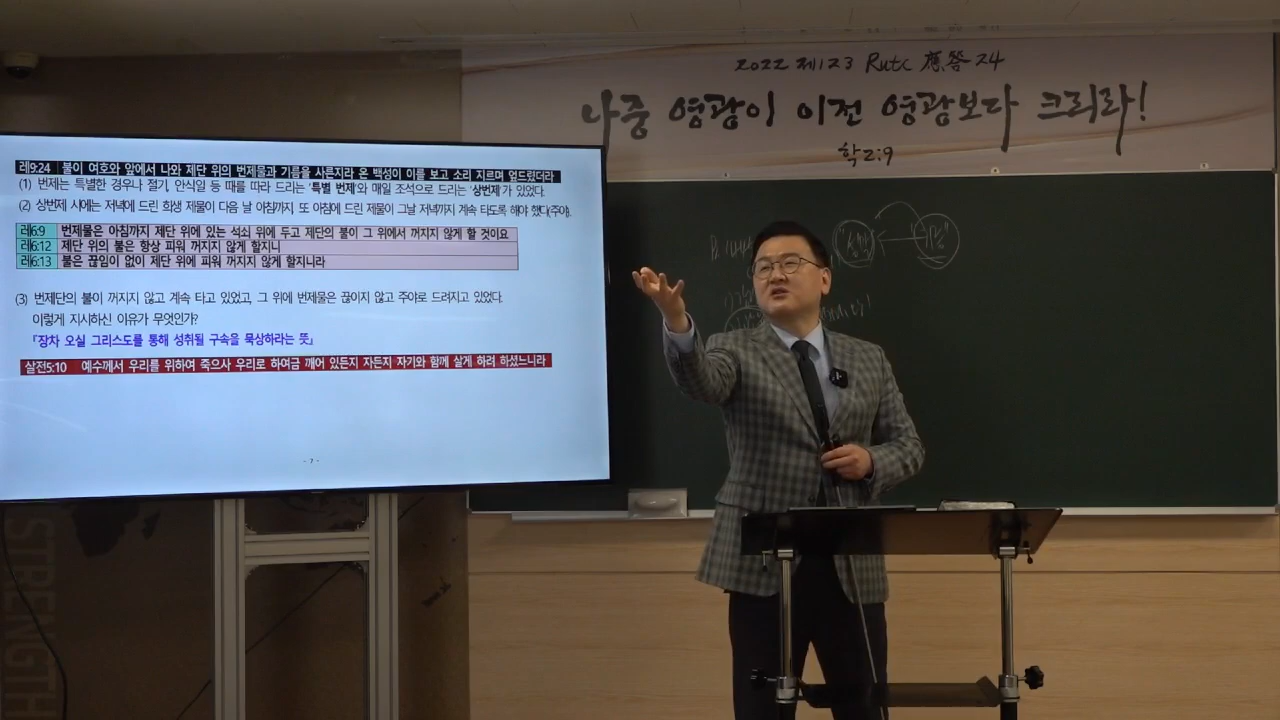 2022 제123 Rutc 應答 24
나중 영광이 이전 영광보다 크리라!
학2:9
레9:24 불이 여호와 앞에서 나와 제단 위의 번제물과 기름을 사른지라 온 백성이 이를 보고 소리 지르며 엎드렸더라
(1) 번제는 특별한 경우나 절기, 안식일 등 때를 따라 드리는 '특별 번제'와 매일 조석으로 드리는 '상번제'가 있었다.
(2) 상번제 시에는 저녁에 드린 희생 제물이 다음 날 아침까지 또 아침에 드린 제물이 그날 저녁까지 계속 타도록 해야 했다(주야).
레6:9 번제물은 아침까지 제단 위에 있는 석쇠 위에 두고 제단의 불이 그 위에서 꺼지지 않게 할 것이요
레6:12 제단 위의 불은 항상 피워 꺼지지 않게 할지니
레6:13 불은 끊임이 없이 제단 위에 피워 꺼지지 않게 할지니라
(3) 번제단의 불이 꺼지지 않고 계속 타고 있었고, 그 위에 번제물은 끊이지 않고 주야로 드려지고 있었다.
이렇게 지시하신 이유가 무엇인가?
『장차 오실 그리스도를 통해 성취될 구속을 묵상하라는 뜻』
살전5:10 예수께서 우리를 위하여 죽으사 우리로 하여금 깨어 있든지 자든지 자기와 함께 살게 하려 하셨느니라
- 7 -
STRENGTH